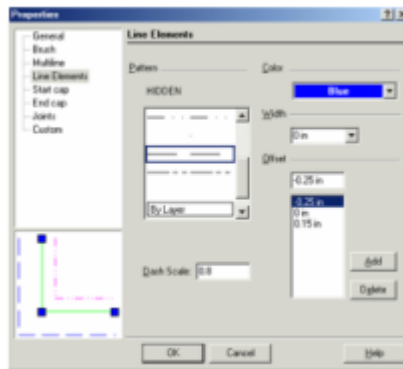 Properties
General
Brush
Multiline
Line Elements
Start cap
End cap
Joints
Custom
Line Elements
Pattern
HIDDEN
By Layer
Dash Scale: 0.8
Color
Blue
Width
0 in
Offset
-0.25 in
-0.25 in
0 in
0.15 in
Add
Delete
OK
Cancel
Help